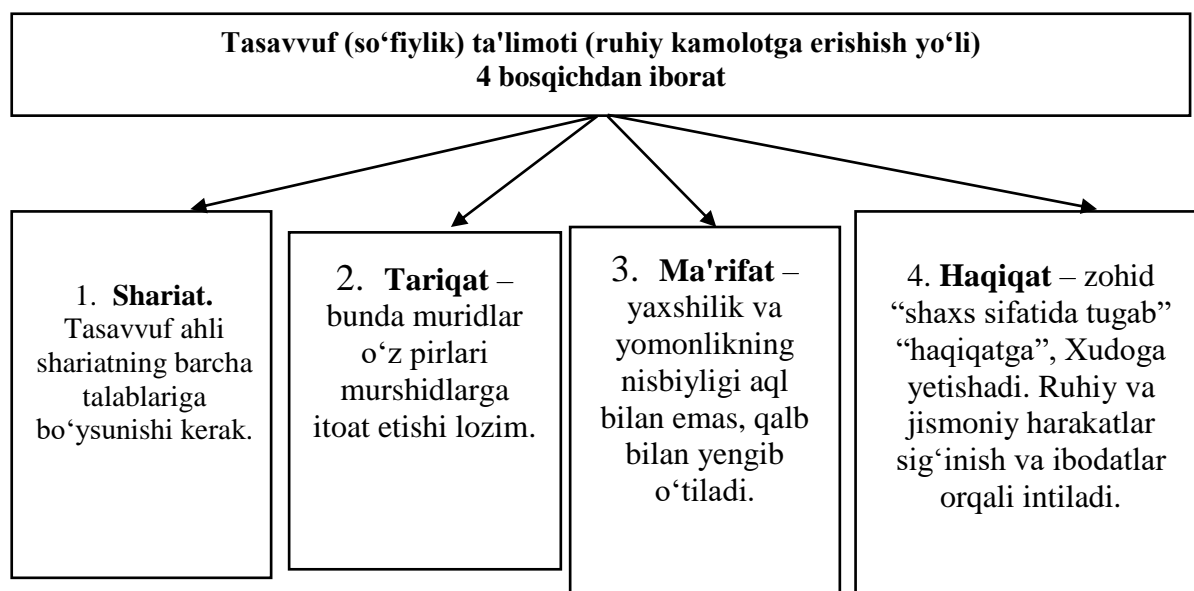 Tasavvuf (so‘fiylik) ta'limoti (ruhiy kamolotga erishish yo‘li)
4 bosqichdan iborat
1. Shariat.
Tasavvuf ahli
shariatning barcha
talablariga
bo‘ysunishi kerak.
2. Tariqat –
bunda muridlar
o‘z pirlari
murshidlarga
itoat etishi lozim.
3. Ma'rifat –
yaxshilik va
yomonlikning
nisbiyligi aql
bilan emas, qalb
bilan yengib
o‘tiladi.
4. Haqiqat – zohid
“shaxs sifatida tugab”
“haqiqatga”, Xudoga
yetishadi. Ruhiy va
jismoniy harakatlar
sig‘inish va ibodatlar
orqali intiladi.